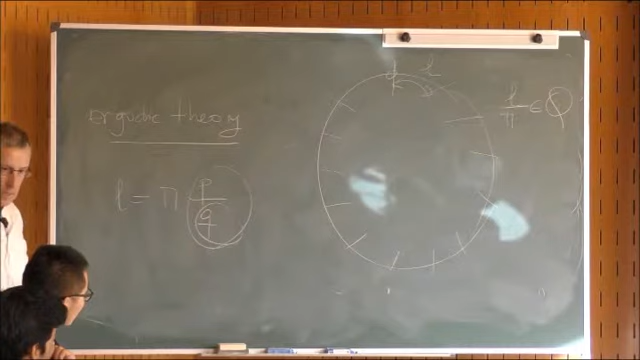 ergodic theory
l = π p/q
l
l/π ∈ ℚ